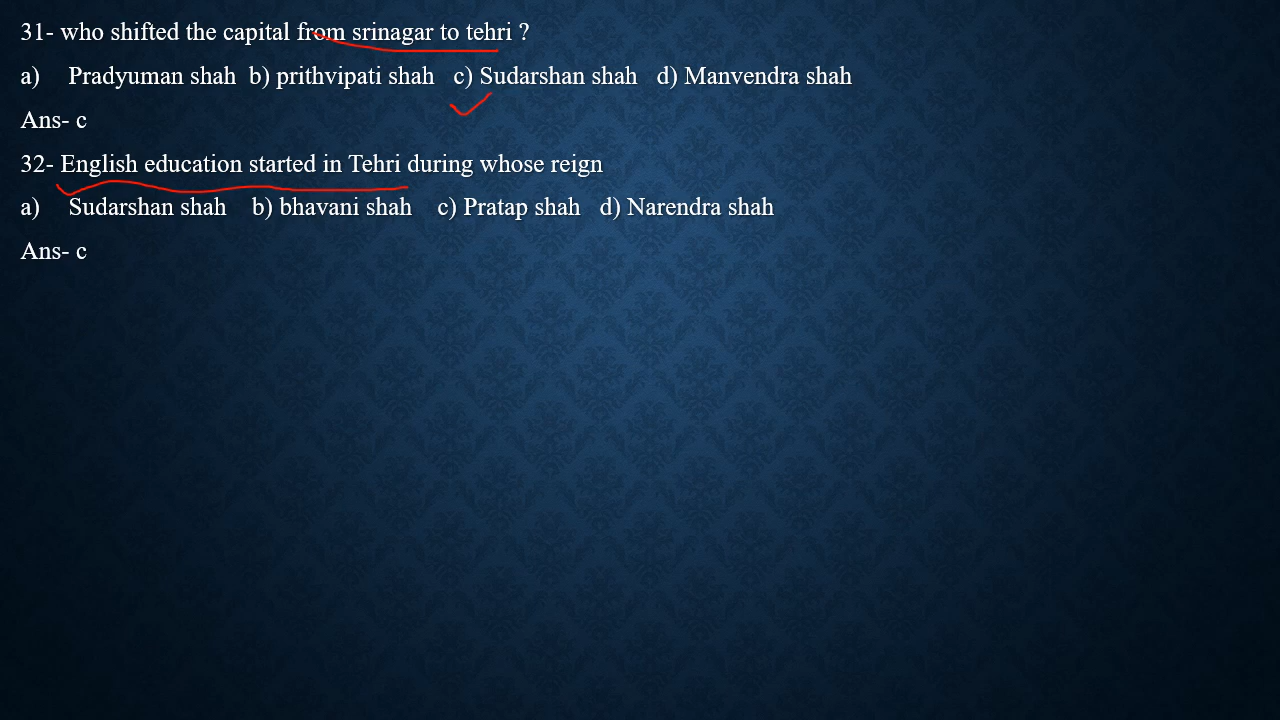 31- who shifted the capital from srinagar to tehri ?
a) Pradyuman shah b) prithvipati shah c) Sudarshan shah d) Manvendra shah
Ans- c
32- English education started in Tehri during whose reign
a) Sudarshan shah b) bhavani shah c) Pratap shah d) Narendra shah
Ans- c